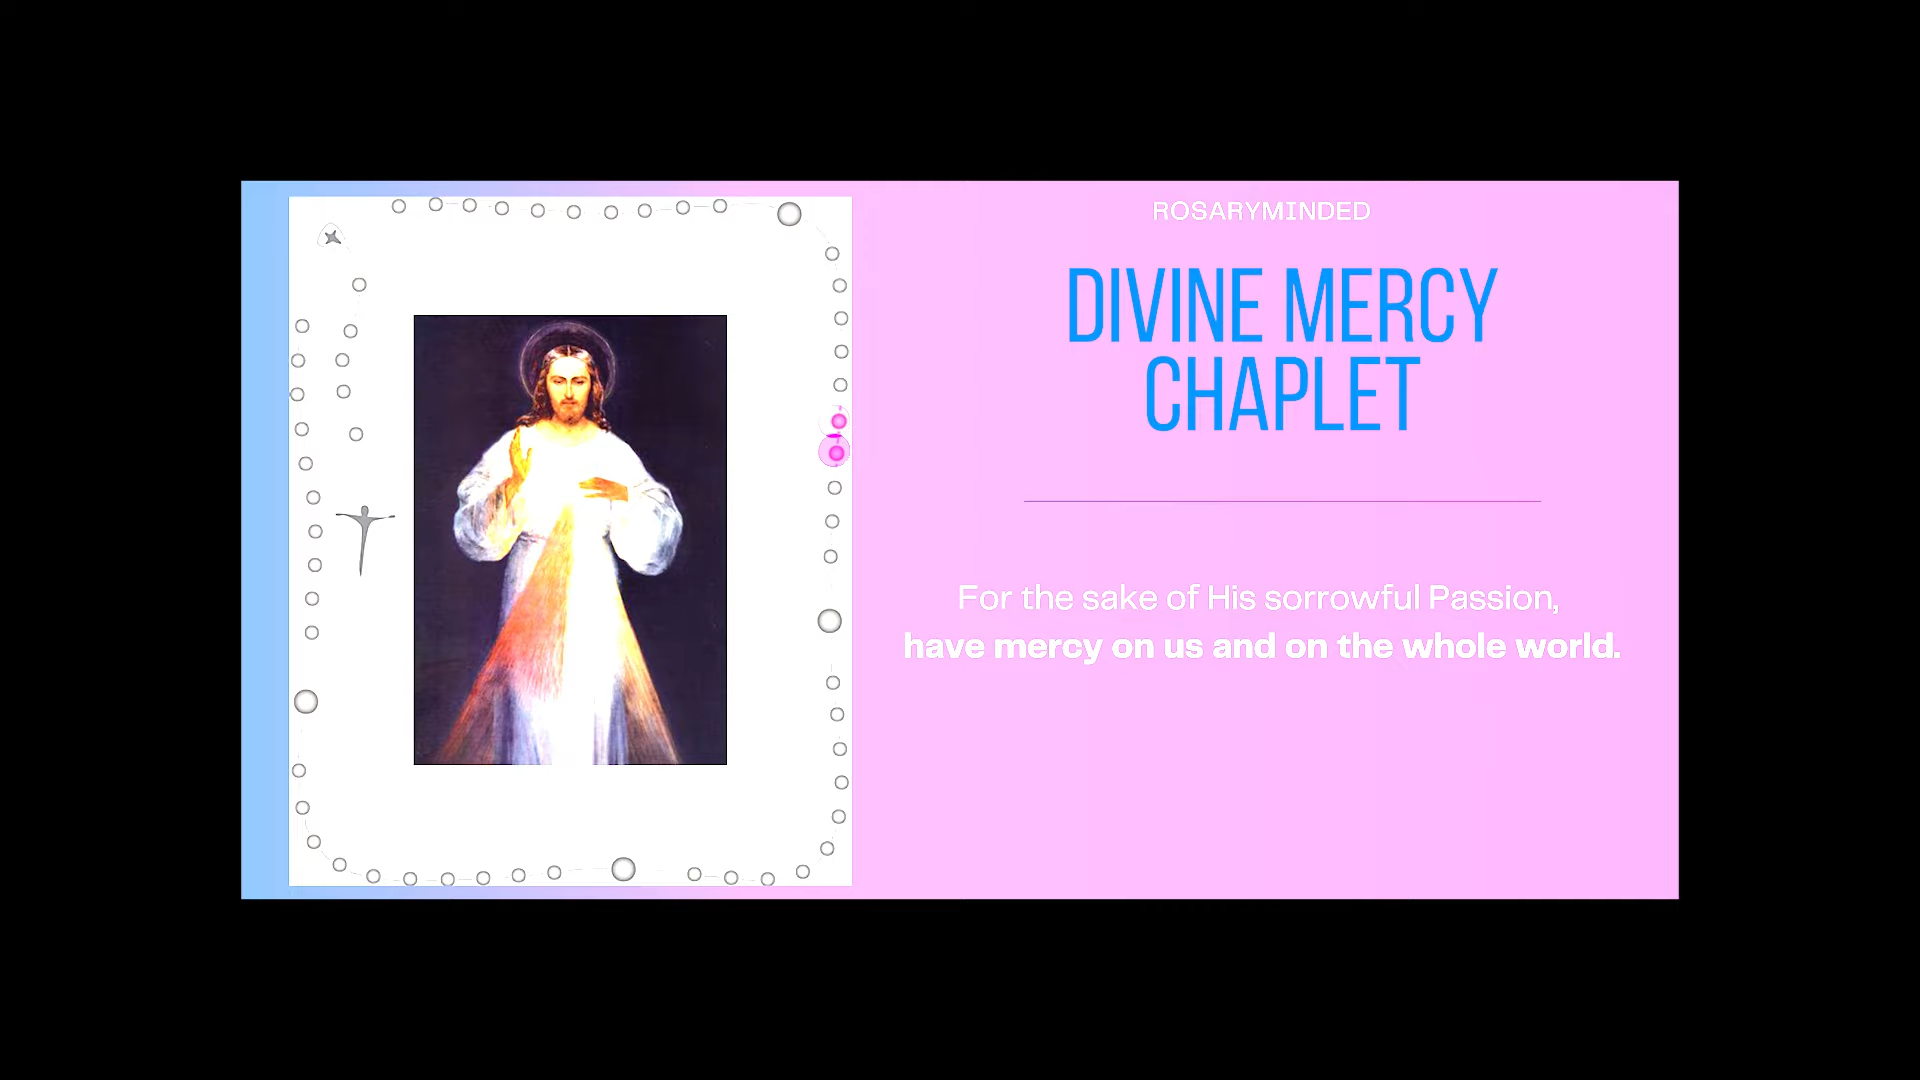 ROSARYMINDED
DIVINE MERCY
CHAPLET
For the sake of His sorrowful Passion,
have mercy on us and on the whole world.